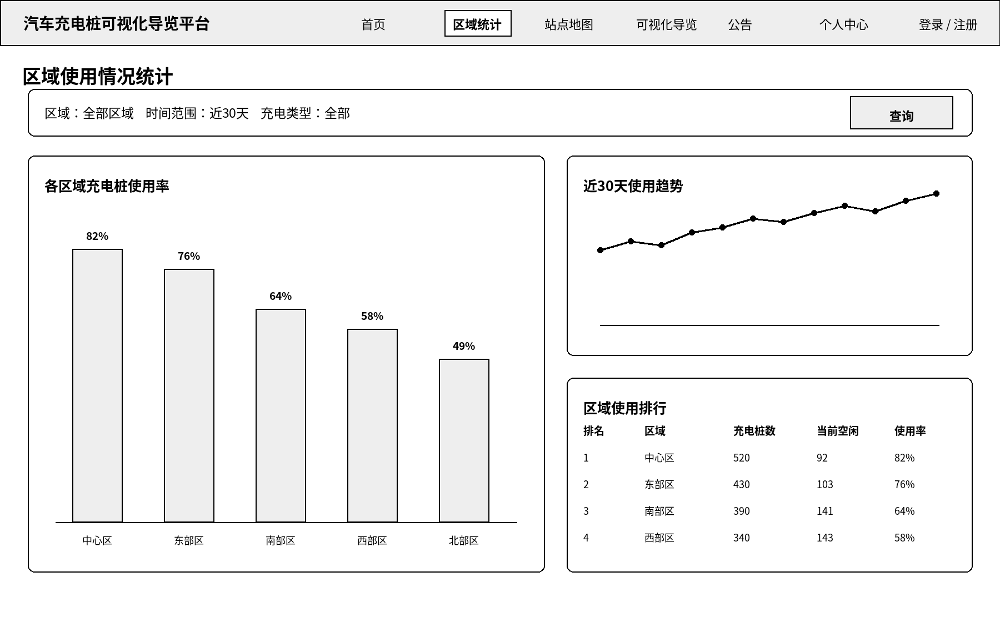 汽车充电桩可视化导览平台 首页 区域统计 站点地图 可视化导览 公告 个人中心 登录 / 注册
区域使用情况统计
区域：全部区域 时间范围：近30天 充电类型：全部 查询
各区域充电桩使用率
82%
76%
64%
58%
49%
中心区 东部区 南部区 西部区 北部区
近30天使用趋势
区域使用排行
排名 区域 充电桩数 当前空闲 使用率
1 中心区 520 92 82%
2 东部区 430 103 76%
3 南部区 390 141 64%
4 西部区 340 143 58%